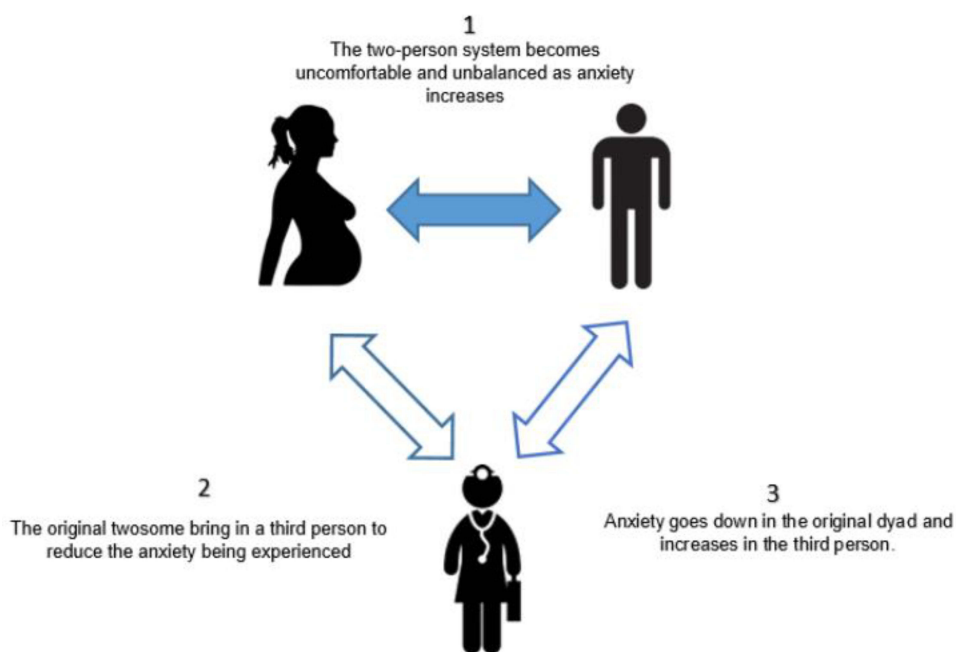 1
The two-person system becomes
uncomfortable and unbalanced as anxiety
increases
2
The original twosome bring in a third person to
reduce the anxiety being experienced
3
Anxiety goes down in the original dyad and
increases in the third person.